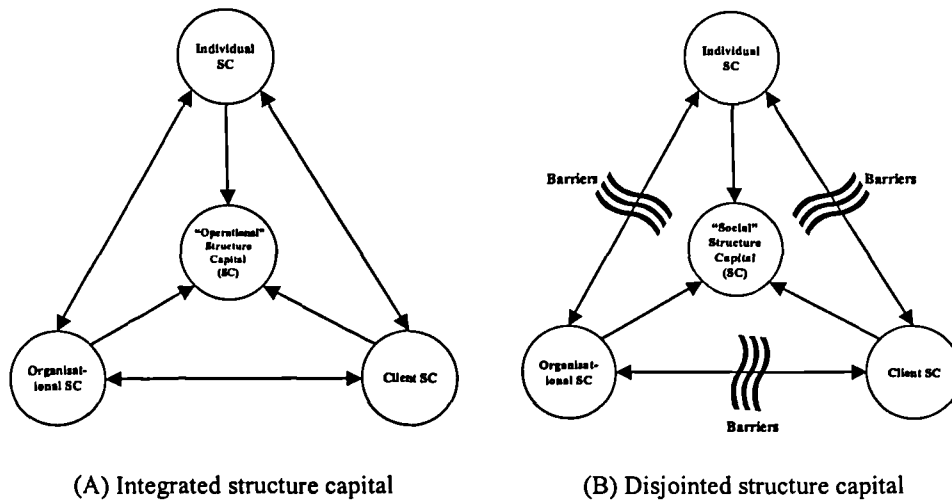 Individual
SC
"Operational"
Structure
Capital
(SC)
Organisat-
ional SC
Client SC
(A) Integrated structure capital
Individual
SC
Barriers
Barriers
"Social"
Structure
Capital
(SC)
Organisat-
ional SC
Client SC
Barriers
(B) Disjointed structure capital